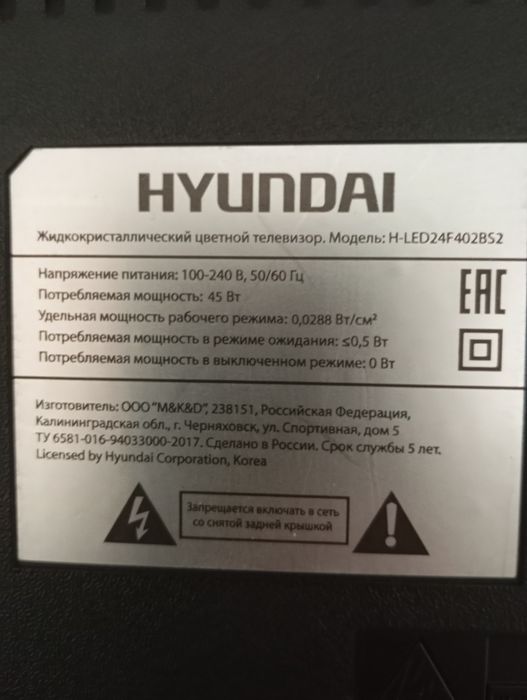 HYUNDAI
Жидкокристаллический цветной телевизор. Модель: H-LED24F402BS2
Напряжение питания: 100-240 В, 50/60 Гц
Потребляемая мощность: 45 Вт
Удельная мощность рабочего режима: 0,0288 Вт/см²
Потребляемая мощность в режиме ожидания: ≤0,5 Вт
Потребляемая мощность в выключенном режиме: 0 Вт
EAC
Изготовитель: ООО "M&K&D", 238151, Российская Федерация,
Калининградская обл., г. Черняховск, ул. Спортивная, дом 5
ТУ 6581-016-94033000-2017. Сделано в России. Срок службы 5 лет.
Licensed by Hyundai Corporation, Korea
Запрещается включать в сеть
со снятой задней крышкой